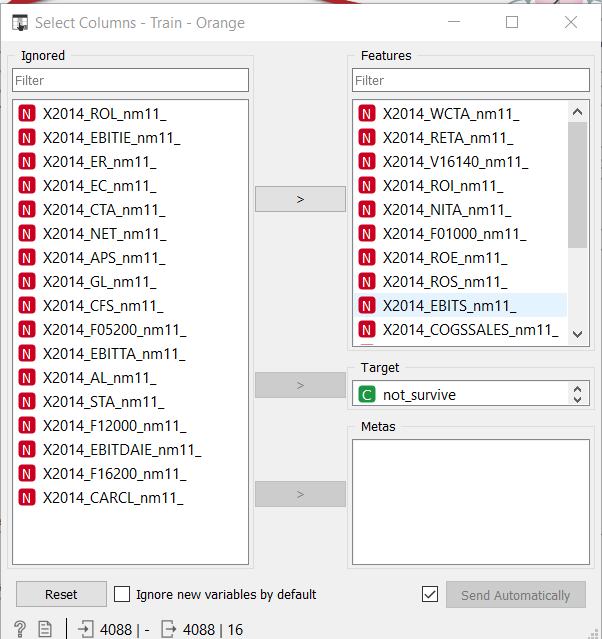 Select Columns - Train - Orange
Ignored
Filter
N X2014_ROL_nm11_
N X2014_EBITIE_nm11_
N X2014_ER_nm11_
N X2014_EC_nm11_
N X2014_CTA_nm11_
N X2014_NET_nm11_
N X2014_APS_nm11_
N X2014_GL_nm11_
N X2014_CFS_nm11_
N X2014_F05200_nm11_
N X2014_EBITTA_nm11_
N X2014_AL_nm11_
N X2014_STA_nm11_
N X2014_F12000_nm11_
N X2014_EBITDAIE_nm11_
N X2014_F16200_nm11_
N X2014_CARCL_nm11_
>
>
>
Features
Filter
N X2014_WCTA_nm11_
N X2014_RETA_nm11_
N X2014_V16140_nm11_
N X2014_ROI_nm11_
N X2014_NITA_nm11_
N X2014_F01000_nm11_
N X2014_ROE_nm11_
N X2014_ROS_nm11_
N X2014_EBITS_nm11_
N X2014_COGSSALES_nm11_
Target
C not_survive
Metas
Reset
Ignore new variables by default
Send Automatically
? 4088 | - 4088 | 16